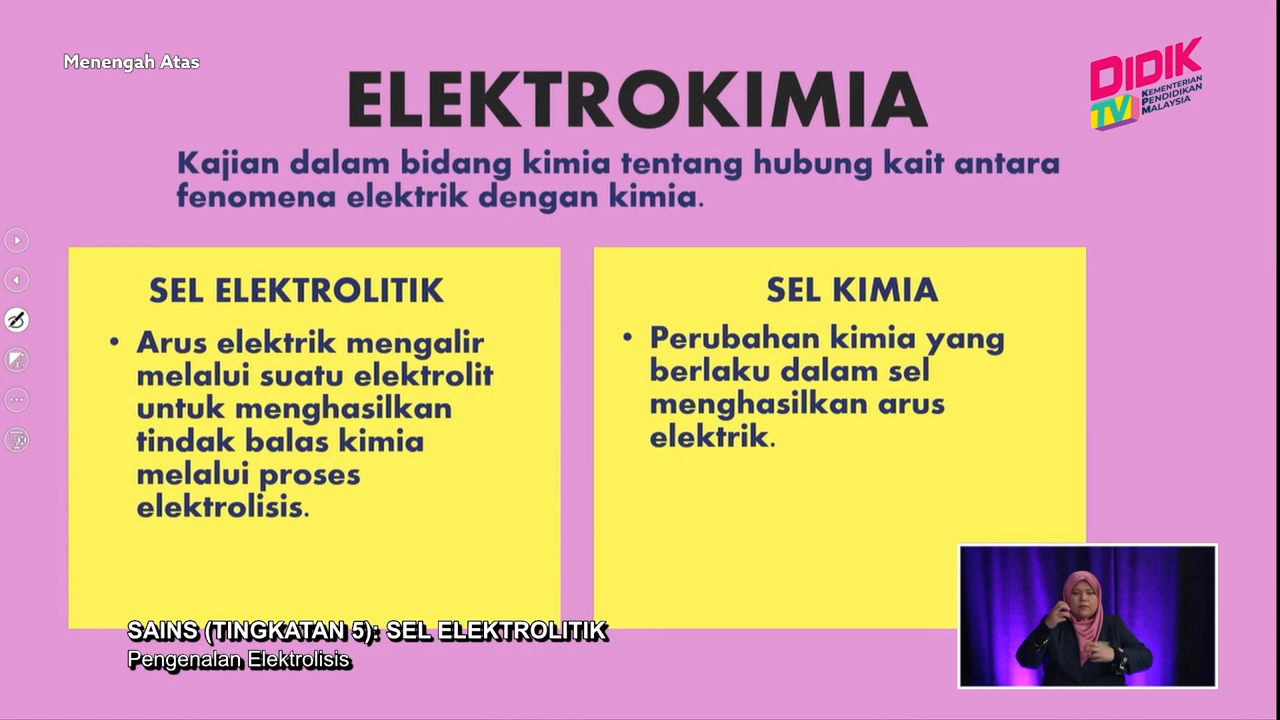 Menengah Atas
DIDIK
TV
KEMENTERIAN
PENDIDIKAN
MALAYSIA
ELEKTROKIMIA
Kajian dalam bidang kimia tentang hubung kait antara
fenomena elektrik dengan kimia.
SEL ELEKTROLITIK
• Arus elektrik mengalir
melalui suatu elektrolit
untuk menghasilkan
tindak balas kimia
melalui proses
elektrolisis.
SEL KIMIA
• Perubahan kimia yang
berlaku dalam sel
menghasilkan arus
elektrik.
SAINS (TINGKATAN 5): SEL ELEKTROLITIK
Pengenalan Elektrolisis